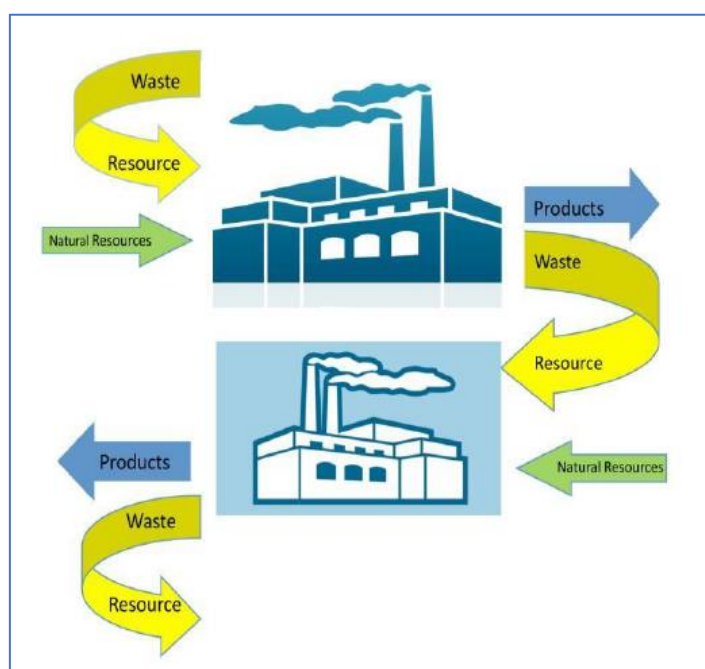 Waste
Resource
Natural Resources
Products
Waste
Resource
Products
Natural Resources
Waste
Resource